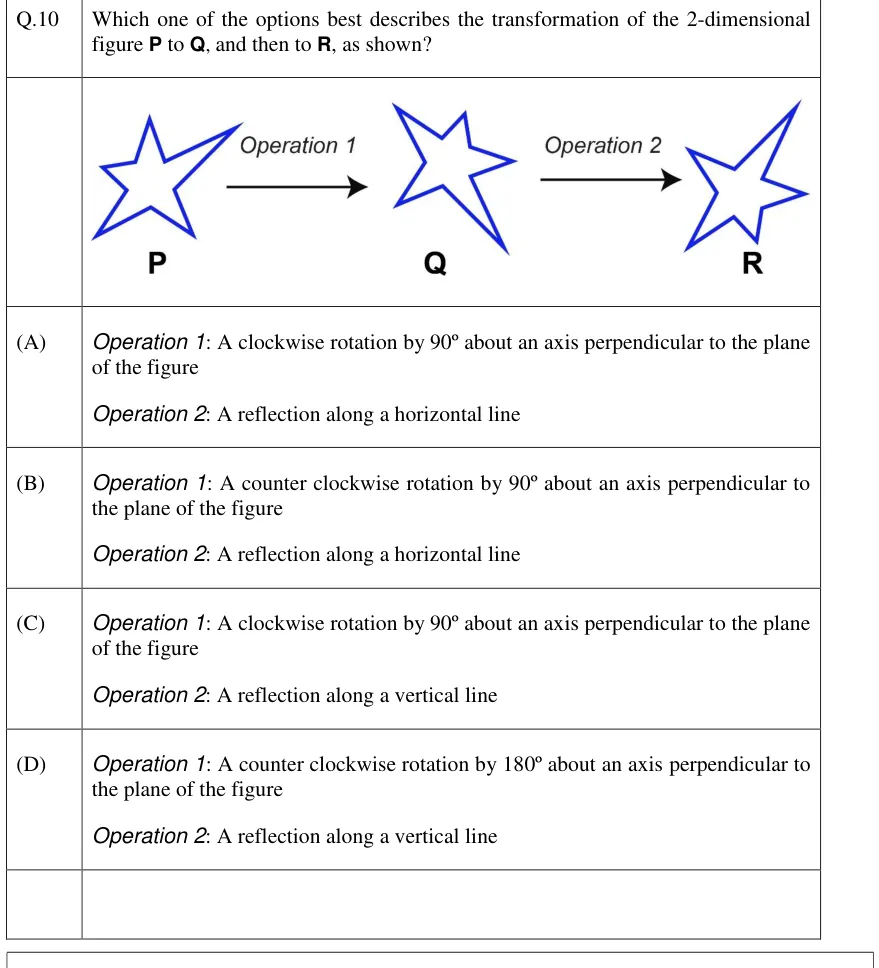 Q.10 Which one of the options best describes the transformation of the 2-dimensional
figure P to Q, and then to R, as shown?
Operation 1
Operation 2
P
Q
R
(A) Operation 1: A clockwise rotation by 90º about an axis perpendicular to the plane
of the figure
Operation 2: A reflection along a horizontal line
(B) Operation 1: A counter clockwise rotation by 90º about an axis perpendicular to
the plane of the figure
Operation 2: A reflection along a horizontal line
(C) Operation 1: A clockwise rotation by 90º about an axis perpendicular to the plane
of the figure
Operation 2: A reflection along a vertical line
(D) Operation 1: A counter clockwise rotation by 180º about an axis perpendicular to
the plane of the figure
Operation 2: A reflection along a vertical line